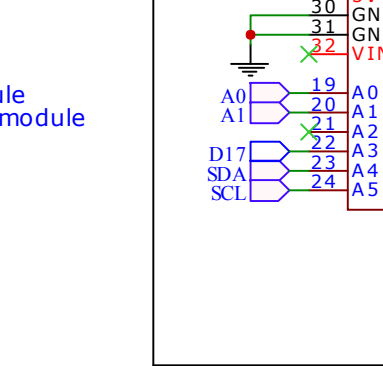 30 GN
31 GN
32 VIN
ule
module
A0 19 A0
A1 20 A1
21 A2
D17 22 A3
SDA 23 A4
SCL 24 A5